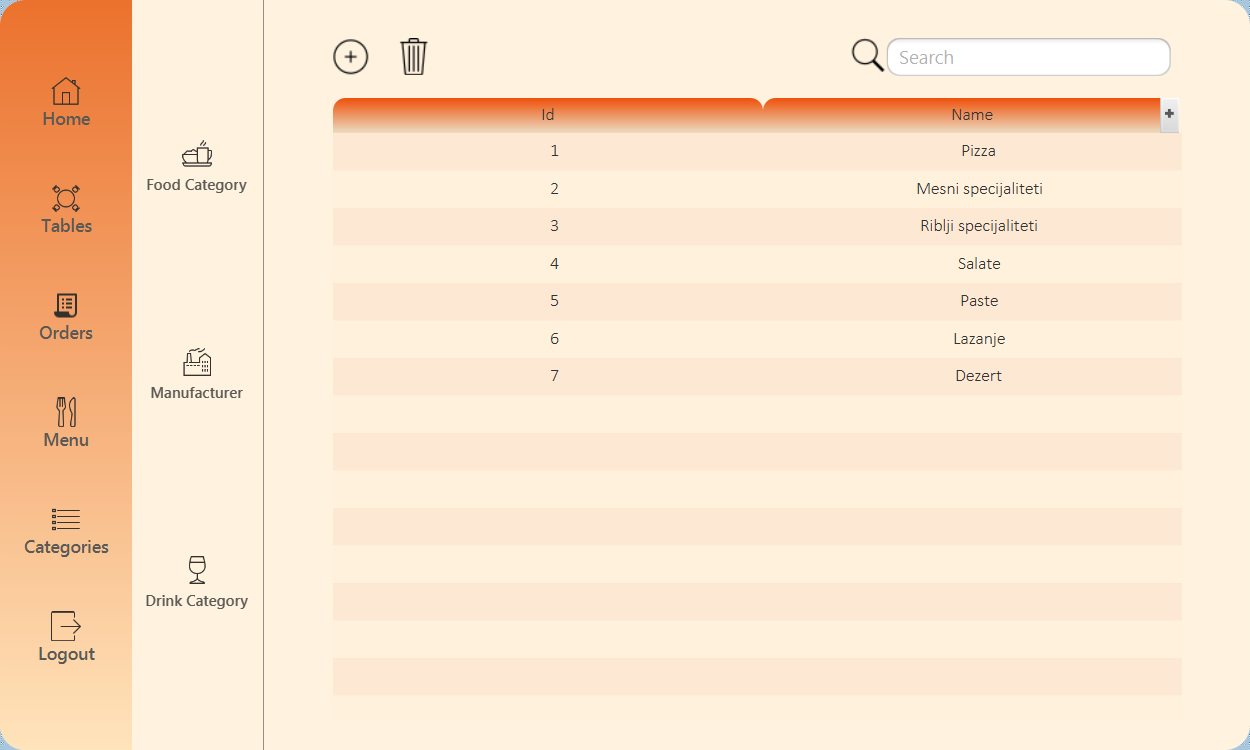 Home
Tables
Orders
Menu
Categories
Logout
Food Category
Manufacturer
Drink Category
Search
Id Name
1 Pizza
2 Mesni specijaliteti
3 Riblji specijaliteti
4 Salate
5 Paste
6 Lazanje
7 Dezert